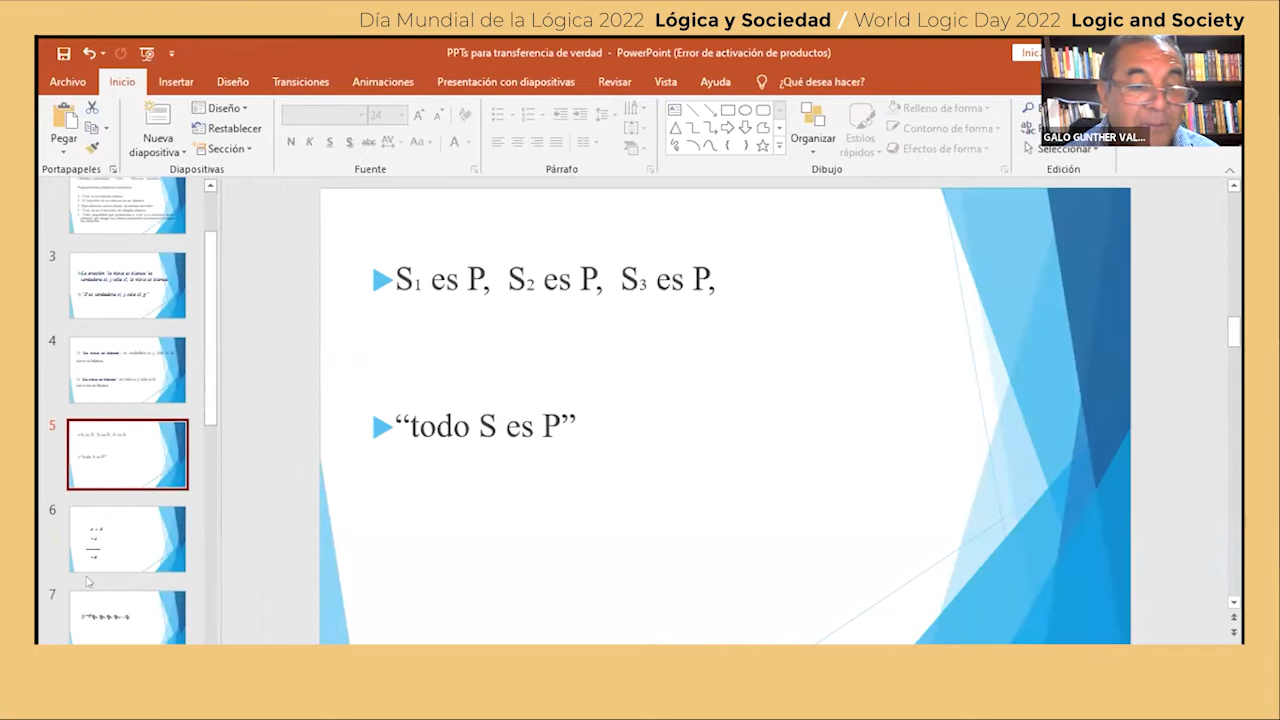 Día Mundial de la Lógica 2022 Lógica y Sociedad / World Logic Day 2022 Logic and Society
PPTs para transferencia de verdad - PowerPoint (Error de activación de productos)
Inic.
Archivo Inicio Insertar Diseño Transiciones Animaciones Presentación con diapositivas Revisar Vista Ayuda ¿Qué desea hacer?
Pegar
Nueva diapositiva
Diseño
Restablecer
Sección
24
N K S
Organizar
Estilos rápidos
Relleno de forma
Contorno de forma
Efectos de forma
Seleccionar
Portapapeles Diapositivas Fuente Párrafo Dibujo Edición
GALO GUNTHER VAL...
3
4
5
6
7
S1 es P, S2 es P, S3 es P,
“todo S es P”